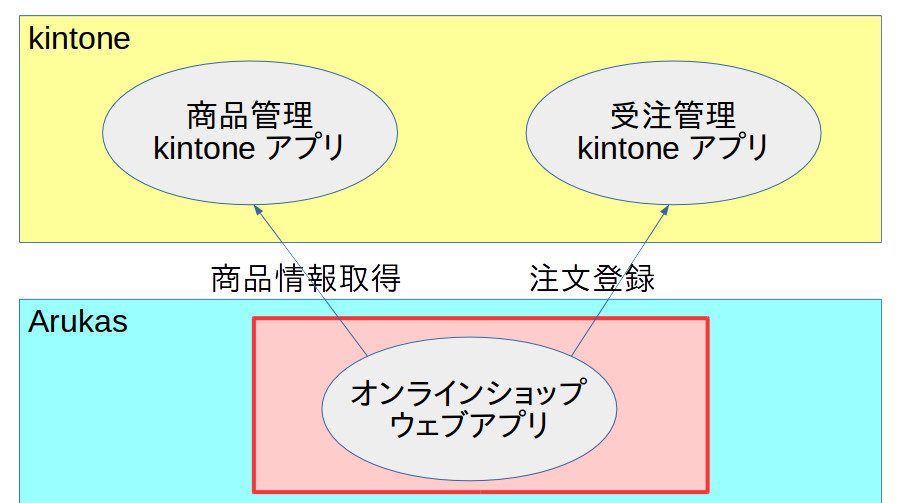 kintone
商品管理
kintone アプリ
受注管理
kintone アプリ
商品情報取得
注文登録
Arukas
オンラインショップ
ウェブアプリ